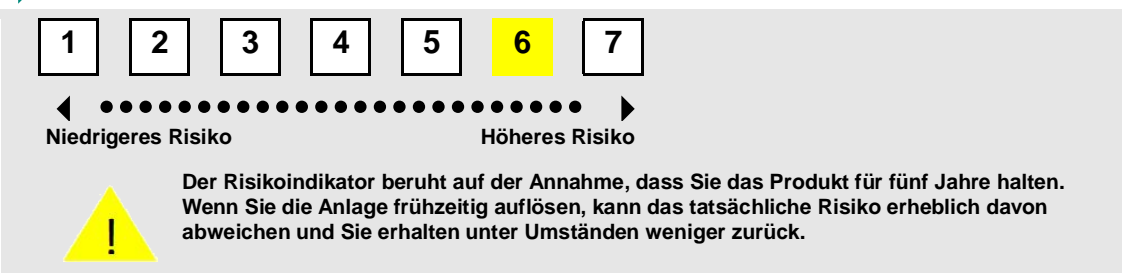 1 2 3 4 5 6 7
Niedrigeres Risiko Höheres Risiko
Der Risikoindikator beruht auf der Annahme, dass Sie das Produkt für fünf Jahre halten.
Wenn Sie die Anlage frühzeitig auflösen, kann das tatsächliche Risiko erheblich davon
abweichen und Sie erhalten unter Umständen weniger zurück.
!